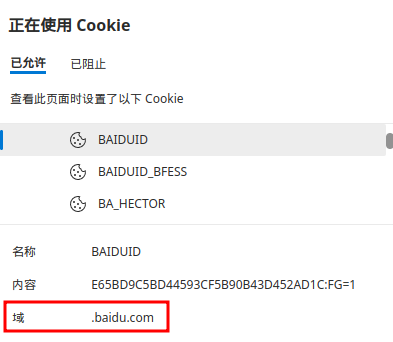 正在使用 Cookie
已允许 已阻止
查看此页面时设置了以下 Cookie
BAIDUID
BAIDUID_BFESS
BA_HECTOR
名称 BAIDUID
内容 E65BD9C5BD44593CF5B90B43D452AD1C:FG=1
域 .baidu.com